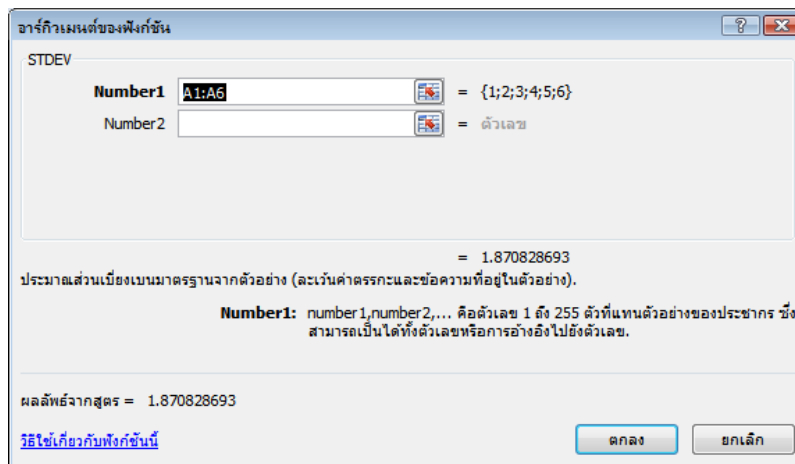 อาร์กิวเมนต์ของฟังก์ชัน
STDEV
Number1 A1:A6 = {1;2;3;4;5;6}
Number2 = ตัวเลข
= 1.870828693
ประมาณส่วนเบี่ยงเบนมาตรฐานจากตัวอย่าง (ละเว้นค่าตรรกะและข้อความที่อยู่ในตัวอย่าง).
Number1: number1,number2,... คือตัวเลข 1 ถึง 255 ตัวที่แทนตัวอย่างของประชากร ซึ่ง
สามารถเป็นได้ทั้งตัวเลขหรือการอ้างอิงไปยังตัวเลข.
ผลลัพธ์จากสูตร = 1.870828693
วิธีใช้เกี่ยวกับฟังก์ชันนี้
ตกลง
ยกเลิก